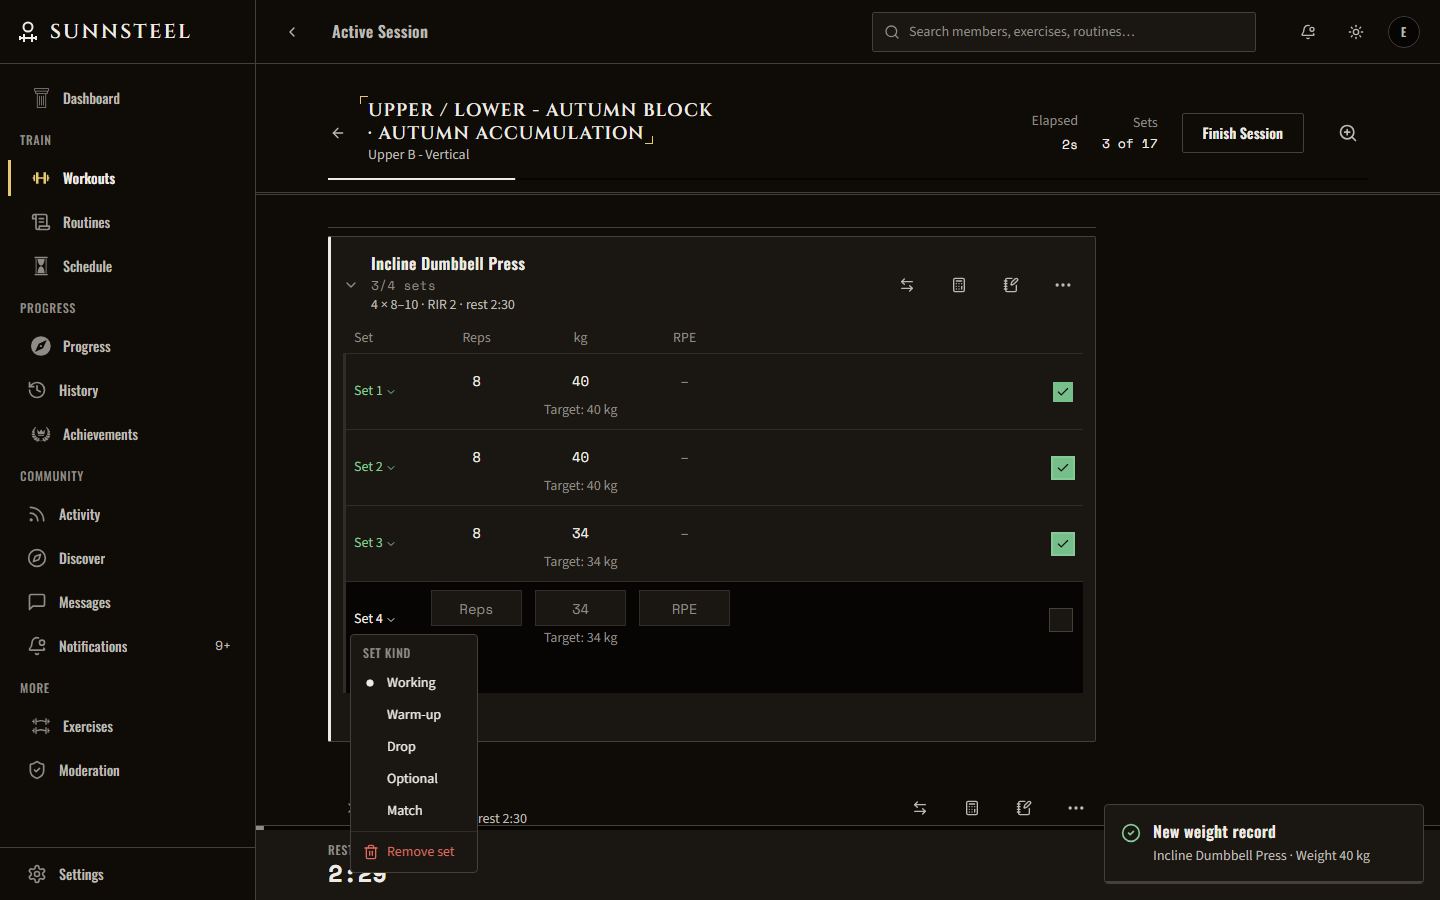 SUNNSTEEL
Active Session
Search members, exercises, routines...
E
Dashboard
TRAIN
Workouts
Routines
Schedule
PROGRESS
Progress
History
Achievements
COMMUNITY
Activity
Discover
Messages
Notifications 9+
MORE
Exercises
Moderation
Settings
UPPER / LOWER - AUTUMN BLOCK
· AUTUMN ACCUMULATION
Upper B - Vertical
Elapsed
2s
Sets
3 of 17
Finish Session
Incline Dumbbell Press
3/4 sets
4 × 8–10 · RIR 2 · rest 2:30
Set Reps kg RPE
Set 1 8 40 –
Target: 40 kg
Set 2 8 40 –
Target: 40 kg
Set 3 8 34 –
Target: 34 kg
Set 4 Reps 34 RPE
Target: 34 kg
SET KIND
Working
Warm-up
Drop
Optional
Match
Remove set
rest 2:30
REST
2:29
New weight record
Incline Dumbbell Press · Weight 40 kg